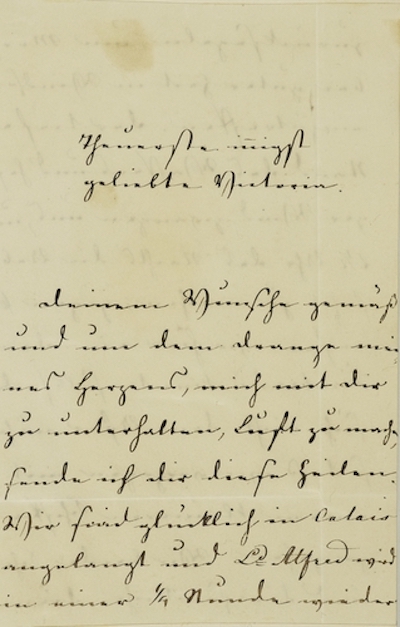 Theuerste innigst
geliebte Victoria.
Deinem Wunsche gemäß
und um dem Drange mei-
nes Herzens, mich mit Dir
zu unterhalten, Luft zu machen,
sende ich Dir diese Zeilen.
Wir sind glücklich in Calais
angelangt und Ld Alfred wird
in einer 1/4 Stunde wieder